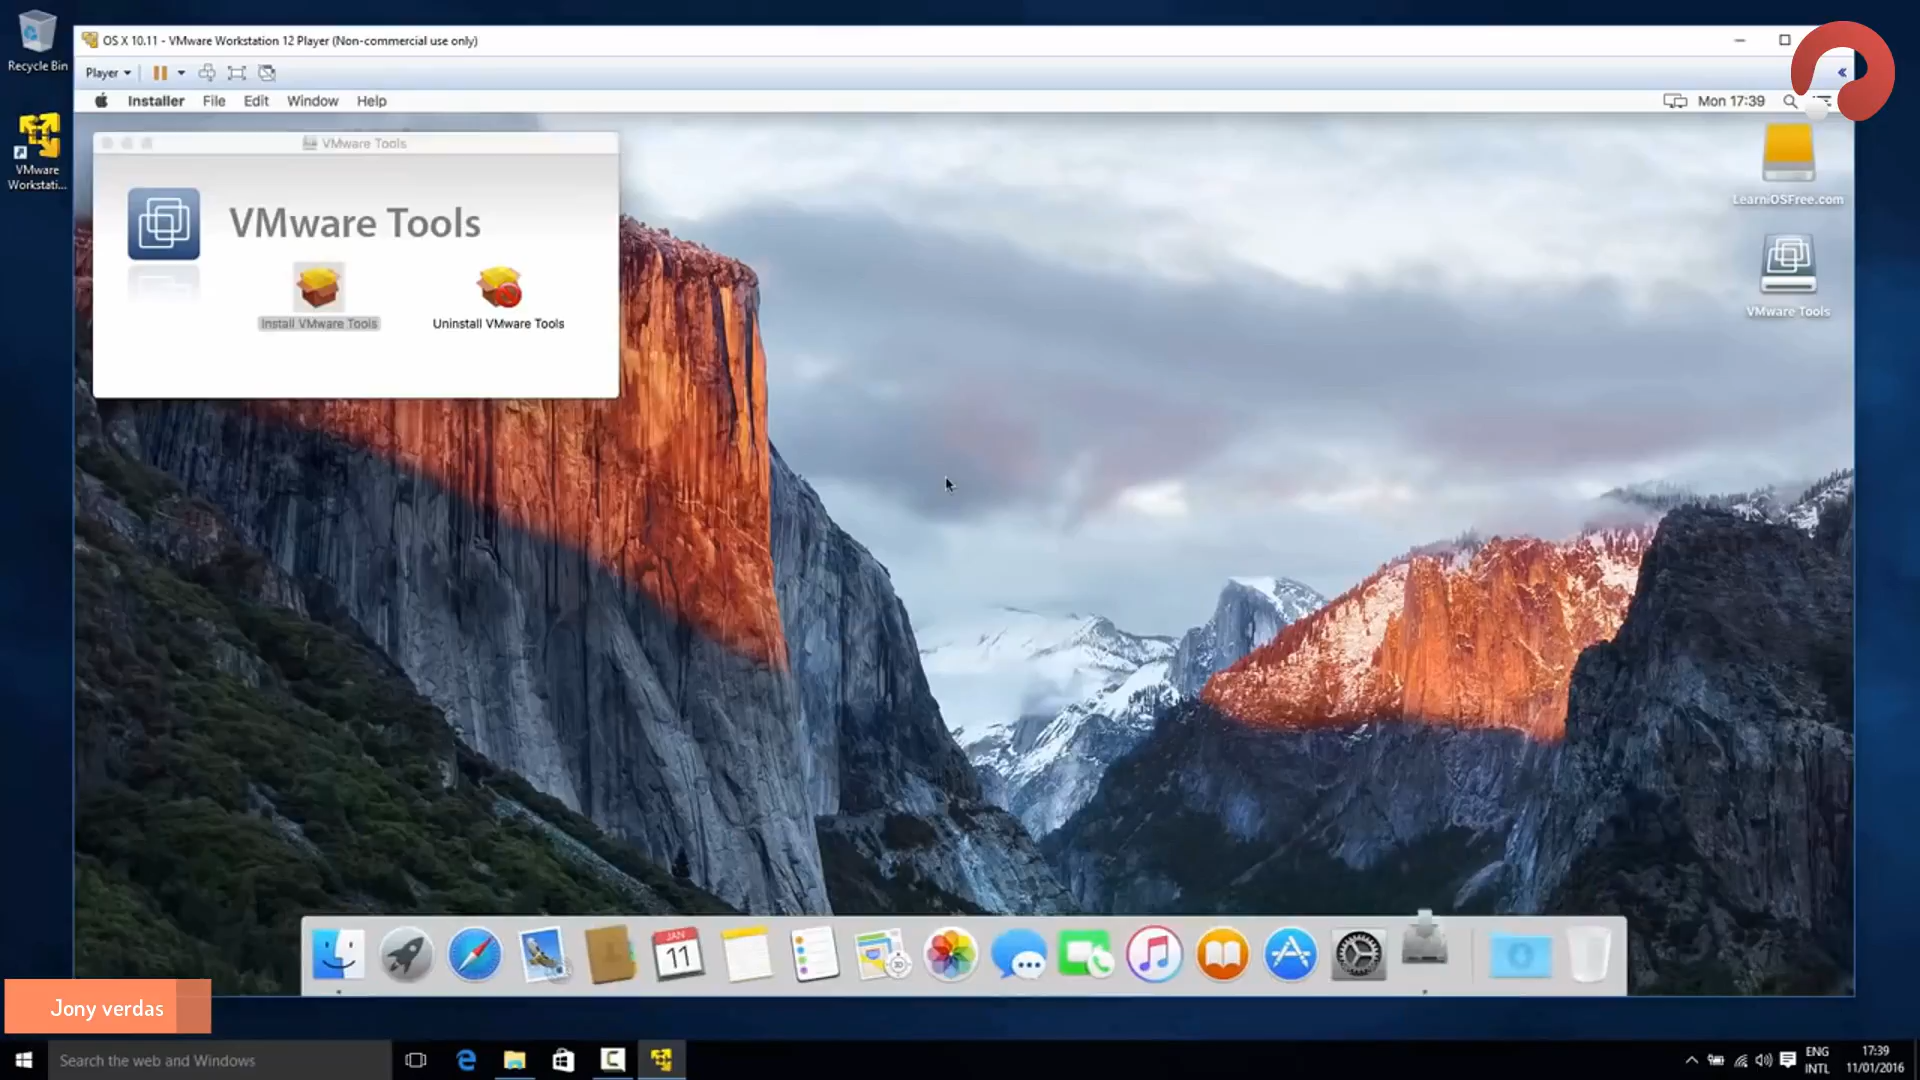 Recycle Bin
OS X 10.11 - VMware Workstation 12 Player (Non-commercial use only)
Player
Installer File Edit Window Help
Mon 17:39
VMware
Workstati...
VMware Tools
VMware Tools
Install VMware Tools
Uninstall VMware Tools
LearniOSFree.com
VMware Tools
JAN
11
30
Jony verdas
Search the web and Windows
ENG
INTL
17:39
11/01/2016